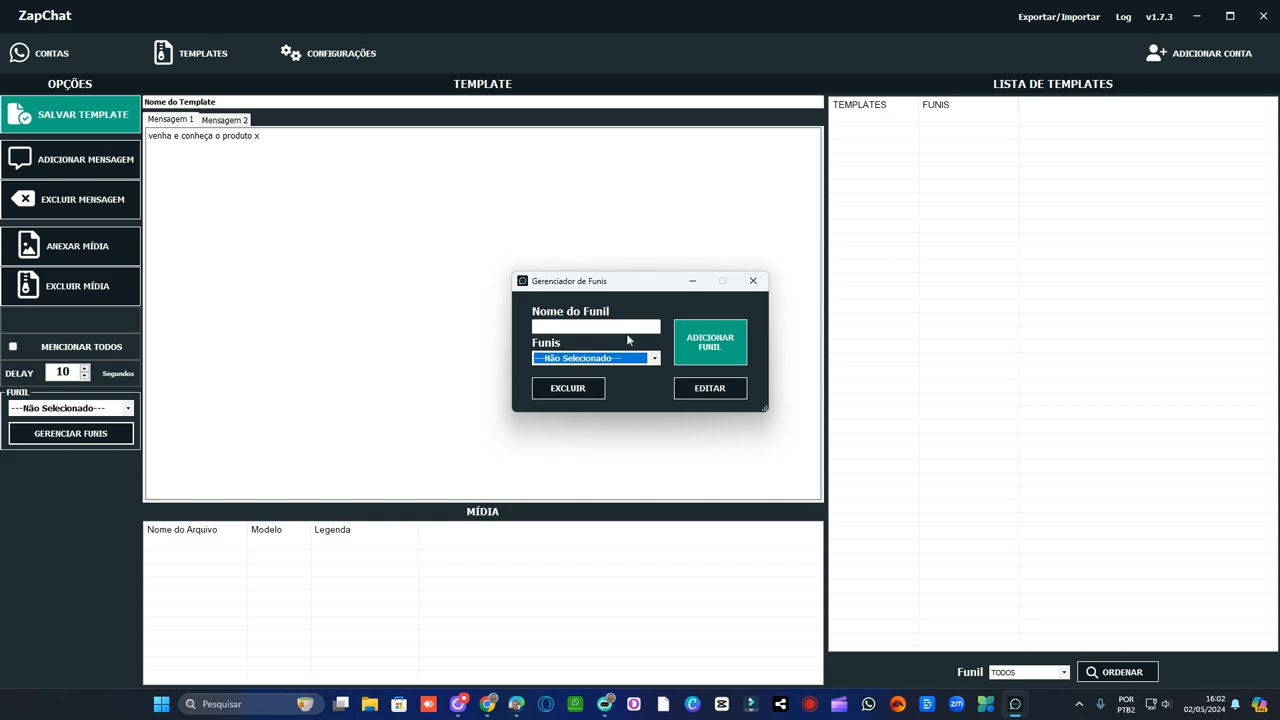 ZapChat
Exportar/Importar Log v1.7.3
CONTAS TEMPLATES CONFIGURAÇÕES ADICIONAR CONTA
OPÇÕES TEMPLATE LISTA DE TEMPLATES
SALVAR TEMPLATE
ADICIONAR MENSAGEM
EXCLUIR MENSAGEM
ANEXAR MÍDIA
EXCLUIR MÍDIA
MENCIONAR TODOS
DELAY 10 Segundos
FUNIL
---Não Selecionado---
GERENCIAR FUNIS
Nome do Template
Mensagem 1 Mensagem 2
venha e conheça o produto x
Gerenciador de Funis
Nome do Funil
Funis
---Não Selecionado---
ADICIONAR
FUNIL
EXCLUIR EDITAR
MÍDIA
Nome do Arquivo Modelo Legenda
TEMPLATES FUNIS
Funil TODOS ORDENAR
Pesquisar
POR
PTB2
16:02
02/05/2024